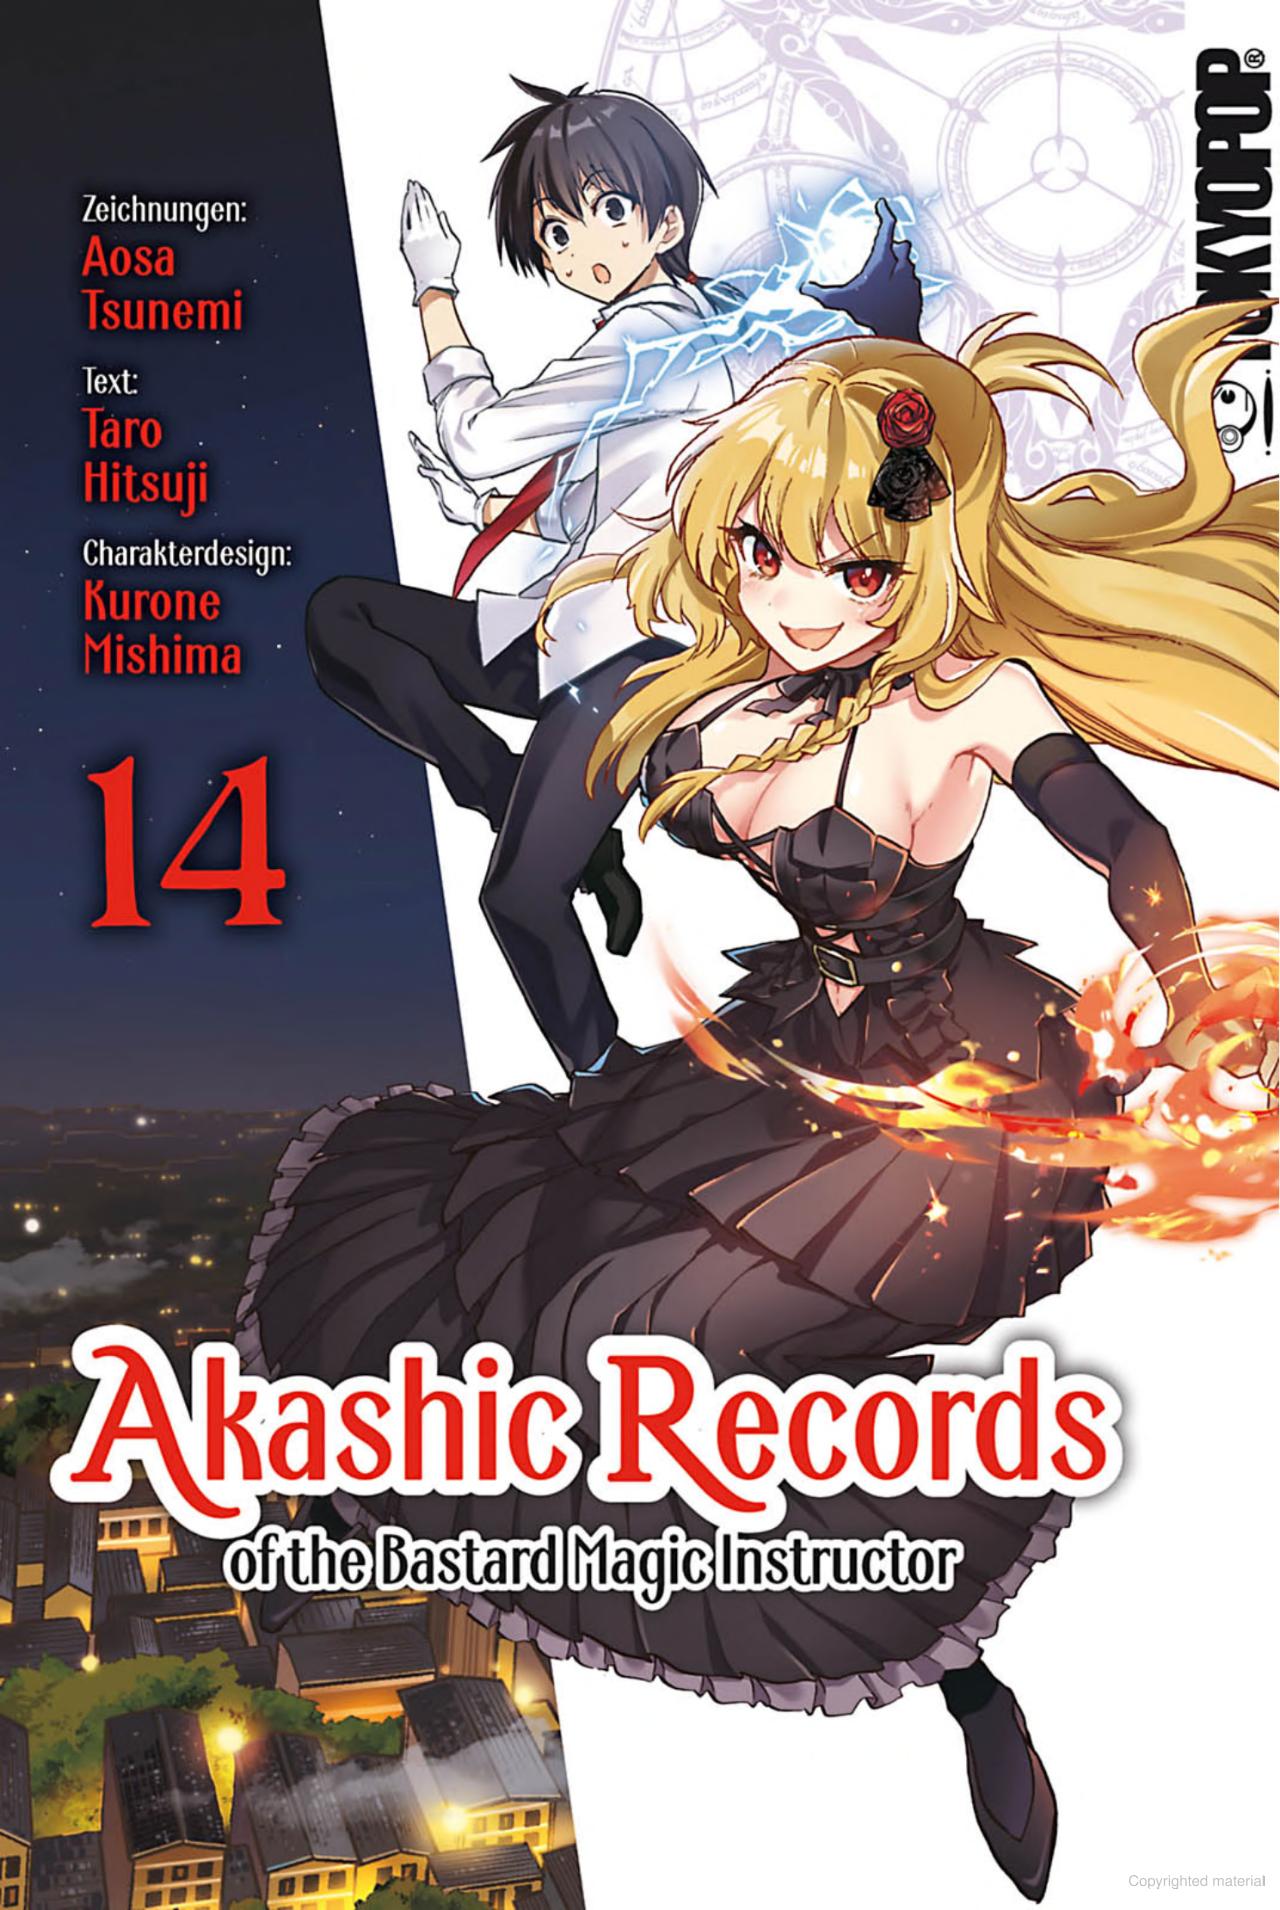 Zeichnungen:
Aosa
Tsunemi
Text:
Taro
Hitsuji
Charakterdesign:
Kurone
Mishima
14
TOKYOPOP®
Akashic Records
of the Bastard Magic Instructor
Copyrighted material